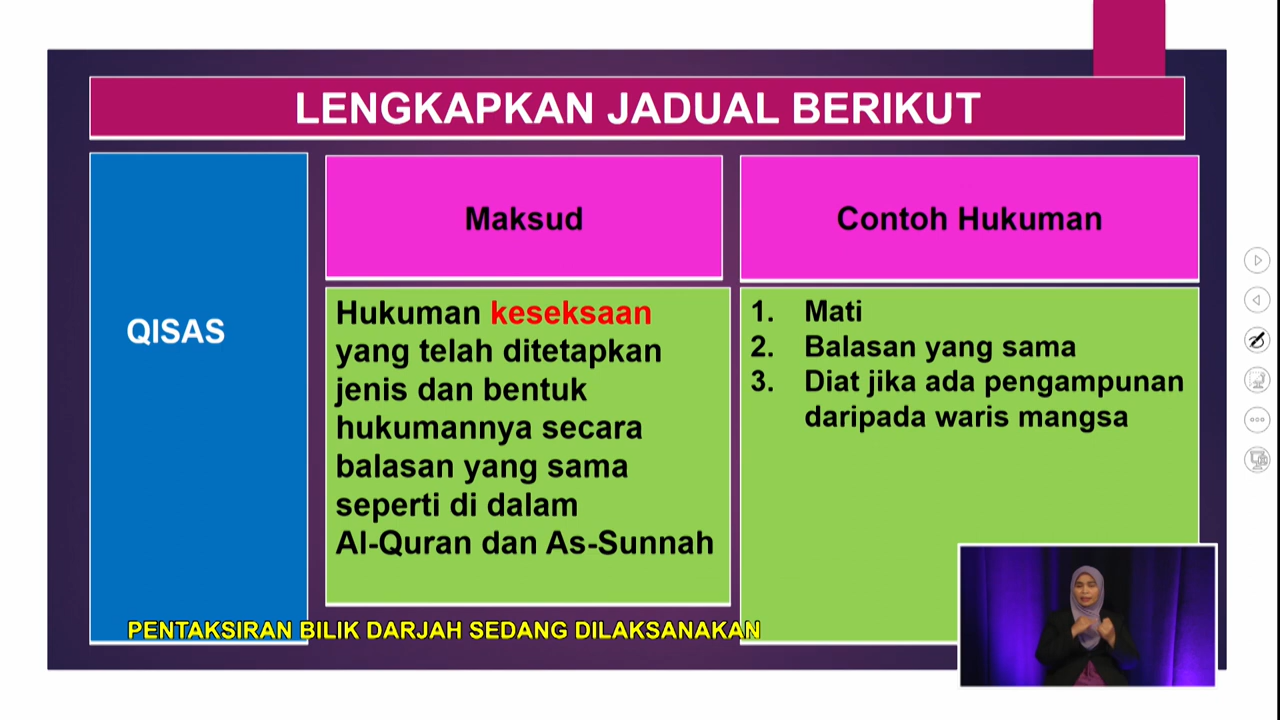 LENGKAPKAN JADUAL BERIKUT
QISAS
Maksud
Hukuman keseksaan
yang telah ditetapkan
jenis dan bentuk
hukumannya secara
balasan yang sama
seperti di dalam
Al-Quran dan As-Sunnah
Contoh Hukuman
1. Mati
2. Balasan yang sama
3. Diat jika ada pengampunan
daripada waris mangsa
PENTAKSIRAN BILIK DARJAH SEDANG DILAKSANAKAN